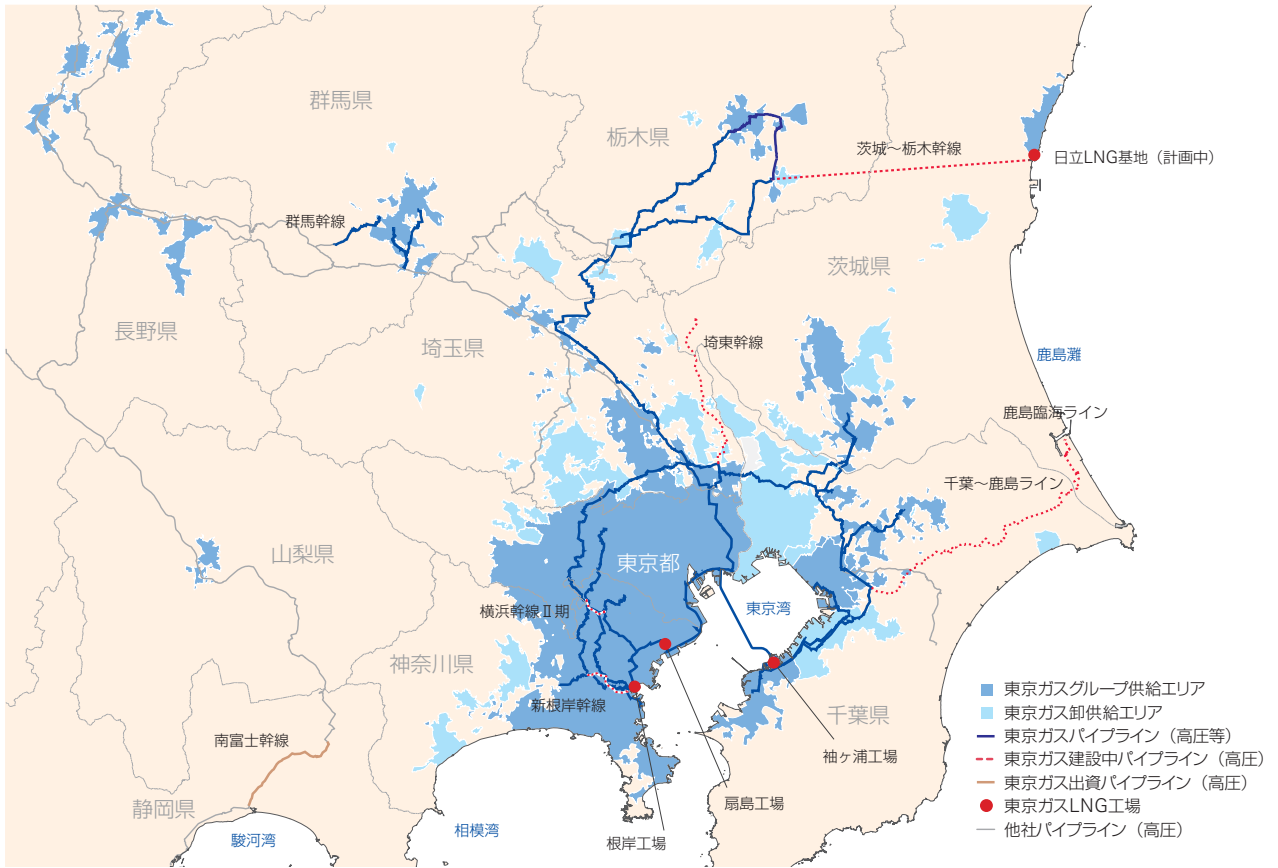 群馬県
栃木県
茨城〜栃木幹線
日立LNG基地（計画中）
群馬幹線
茨城県
長野県
埼玉県
埼東幹線
鹿島灘
鹿島臨海ライン
千葉〜鹿島ライン
山梨県
東京都
横浜幹線Ⅱ期
東京湾
神奈川県
新根岸幹線
千葉県
南富士幹線
袖ヶ浦工場
扇島工場
静岡県
駿河湾
相模湾
根岸工場
東京ガスグループ供給エリア
東京ガス卸供給エリア
東京ガスパイプライン（高圧等）
東京ガス建設中パイプライン（高圧）
東京ガス出資パイプライン（高圧）
東京ガスLNG工場
他社パイプライン（高圧）